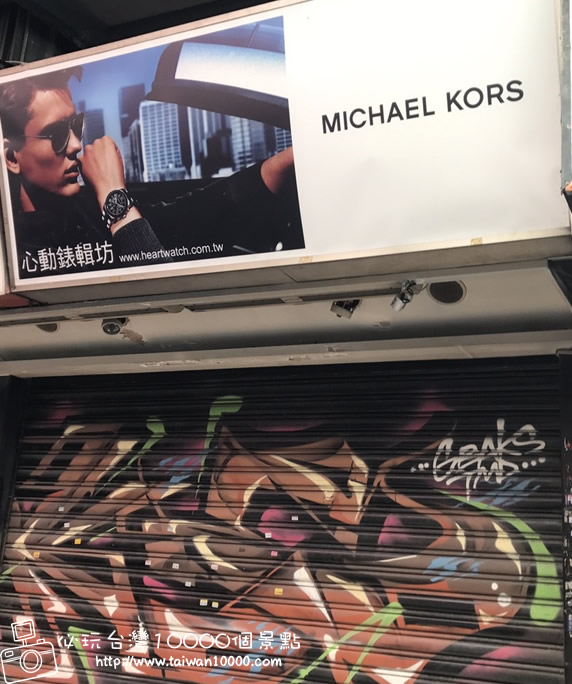 MICHAEL KORS
心動錶輯坊 www.heartwatch.com.tw
必玩台灣10000個景點
http://www.taiwan10000.com